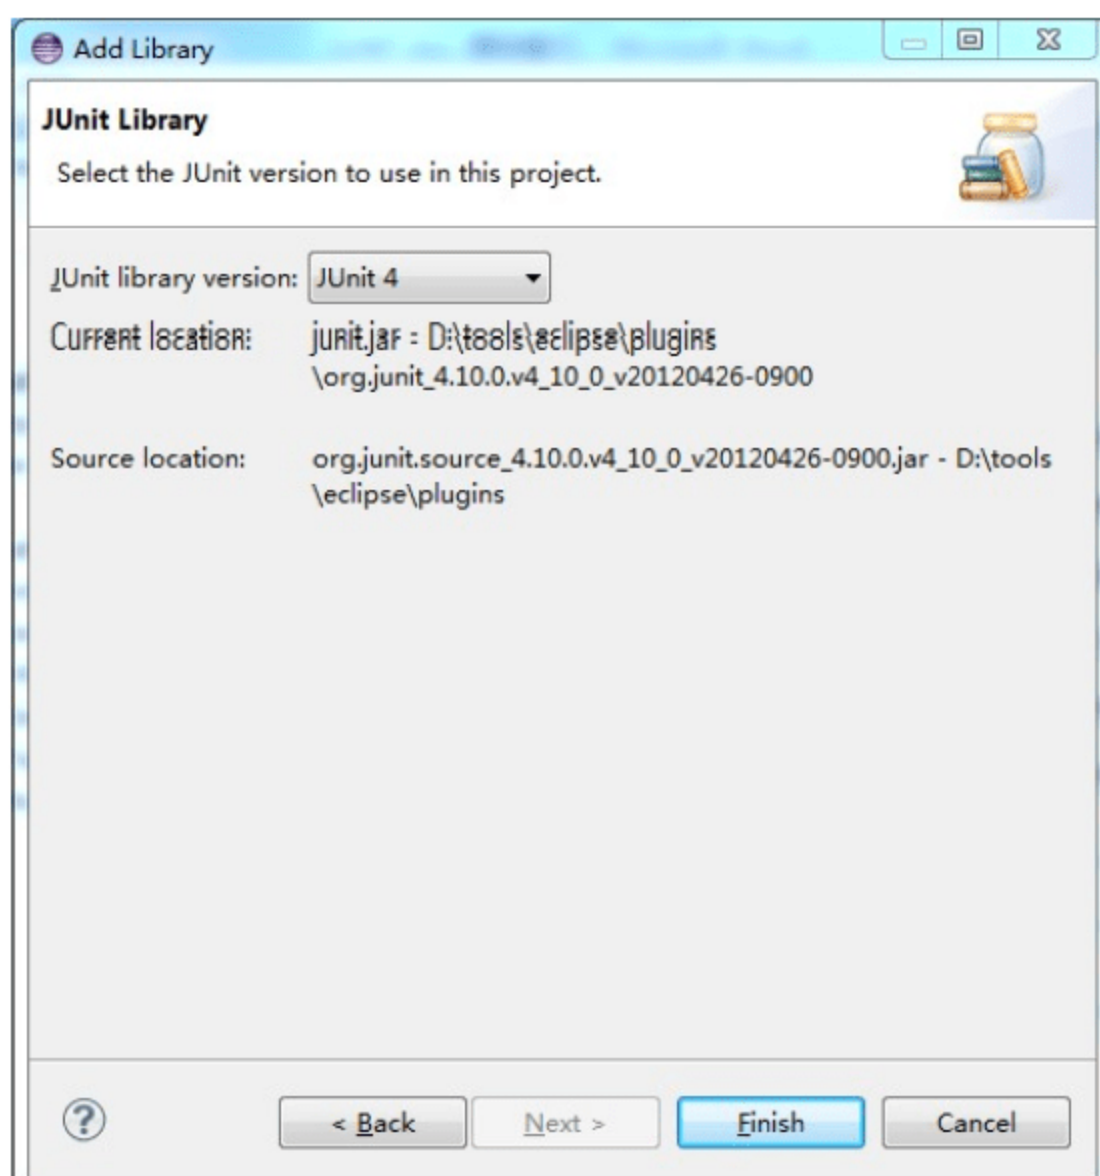 Add Library
JUnit Library
Select the JUnit version to use in this project.
JUnit library version: JUnit 4
Current location: junit.jar - D:\tools\eclipse\plugins
\org.junit_4.10.0.v4_10_0_v20120426-0900
Source location: org.junit.source_4.10.0.v4_10_0_v20120426-0900.jar - D:\tools
\eclipse\plugins
? < Back Next > Finish Cancel